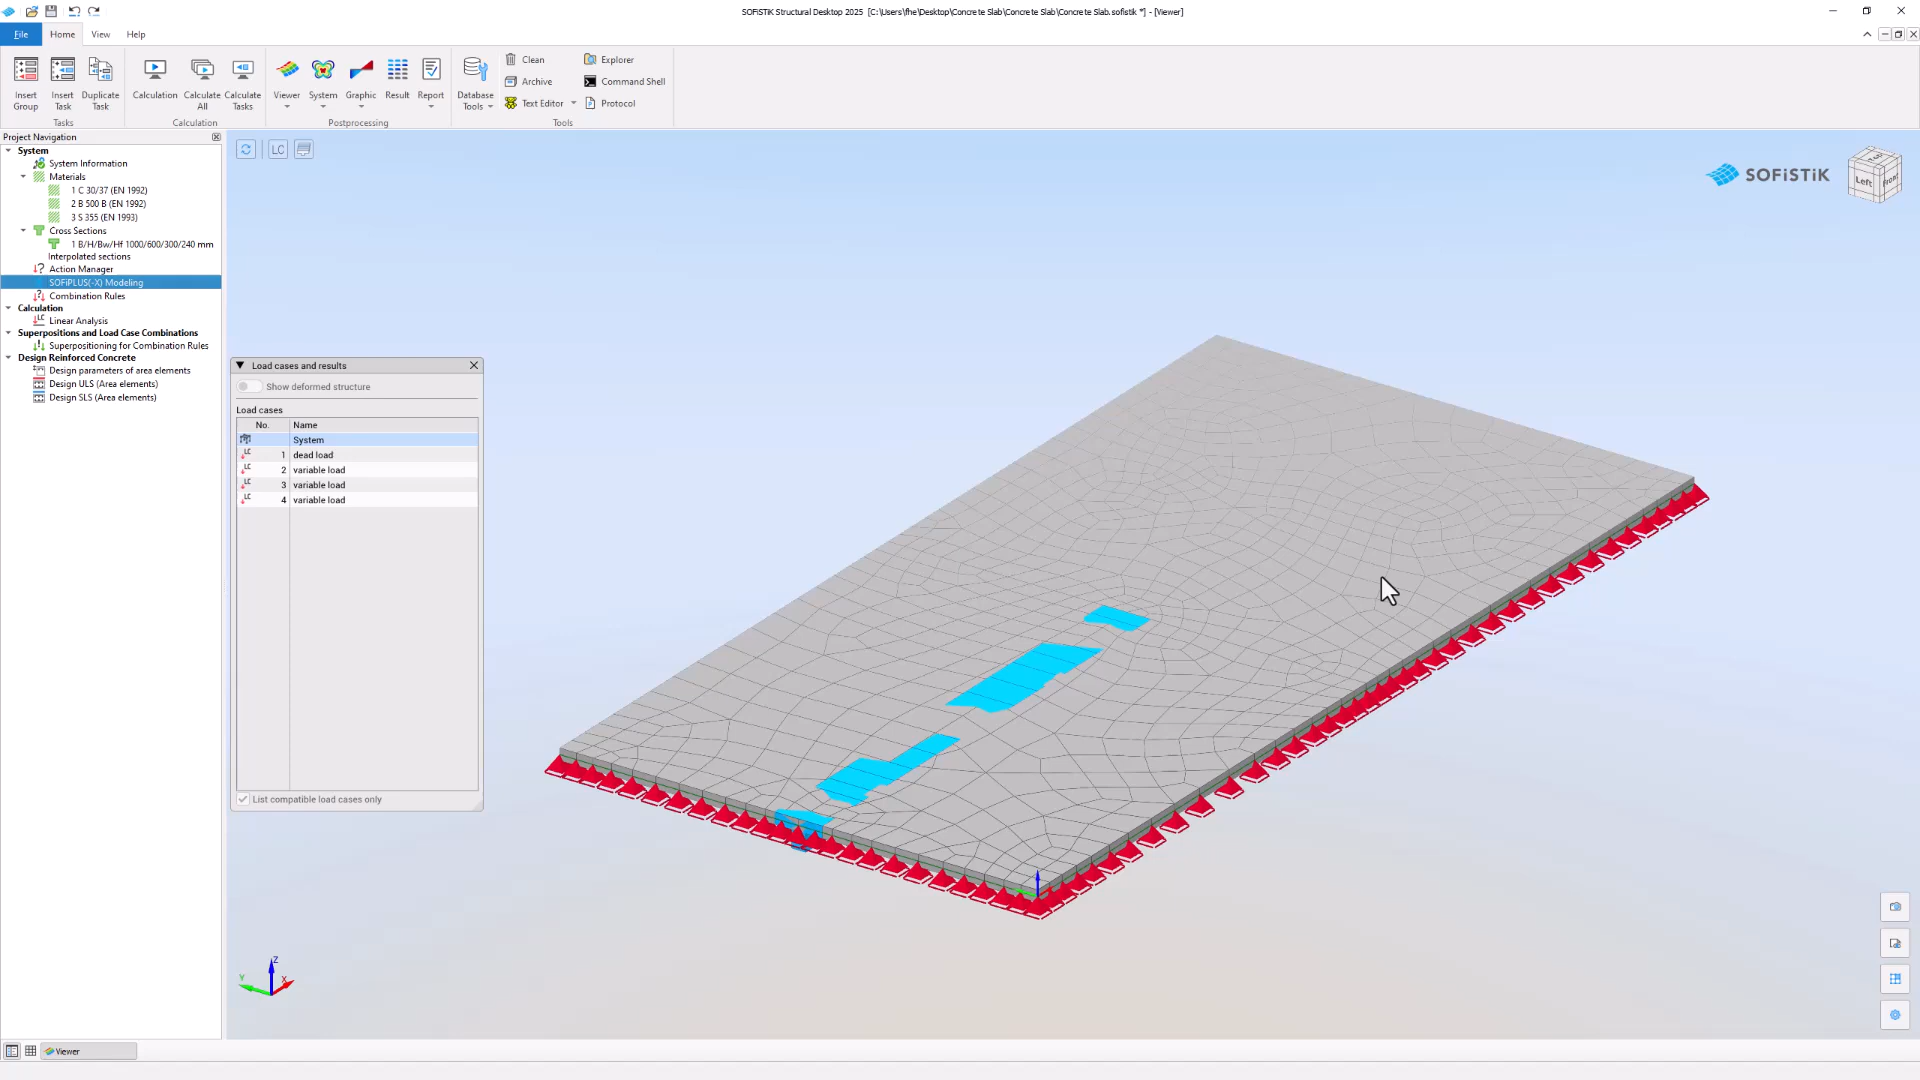 SOFiSTiK Structural Desktop 2025 [C:\Users\fhe\Desktop\Concrete Slab\Concrete Slab\Concrete Slab.sofistik *] - [Viewer]
File Home View Help
Insert Group
Insert Task
Duplicate Task
Tasks
Calculation
Calculate All
Calculate Tasks
Calculation
Viewer
System
Graphic
Result
Report
Postprocessing
Database Tools
Clean
Archive
Text Editor
Explorer
Command Shell
Protocol
Tools
Project Navigation
System
System Information
Materials
1 C 30/37 (EN 1992)
2 B 500 B (EN 1992)
3 S 355 (EN 1993)
Cross Sections
1 B/H/Bw/Hf 1000/600/300/240 mm
Interpolated sections
Action Manager
SOFiPLUS(-X) Modeling
Combination Rules
Calculation
Linear Analysis
Superpositions and Load Case Combinations
Superpositioning for Combination Rules
Design Reinforced Concrete
Design parameters of area elements
Design ULS (Area elements)
Design SLS (Area elements)
LC
SOFiSTiK
Top
Left
Front
Load cases and results
Show deformed structure
Load cases
No. Name
System
LC 1 dead load
LC 2 variable load
LC 3 variable load
LC 4 variable load
List compatible load cases only
Z
Y
X
Viewer